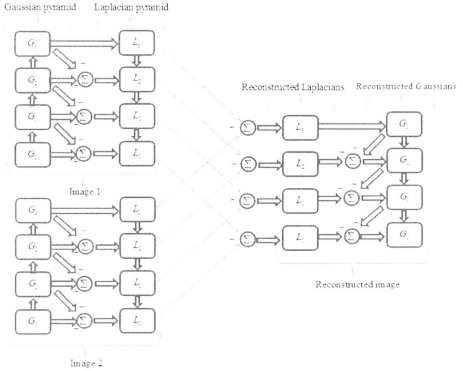 Gaussian pyramid Laplacian pyramid
Image 1
Reconstructed Laplacians Reconstructed Gaussians
Reconstructed image
Image 2
G L
G Σ L
G Σ L
G Σ L
G L
G Σ L
G Σ L
G Σ L
Σ L G
Σ L Σ G
Σ L Σ G
Σ L Σ G